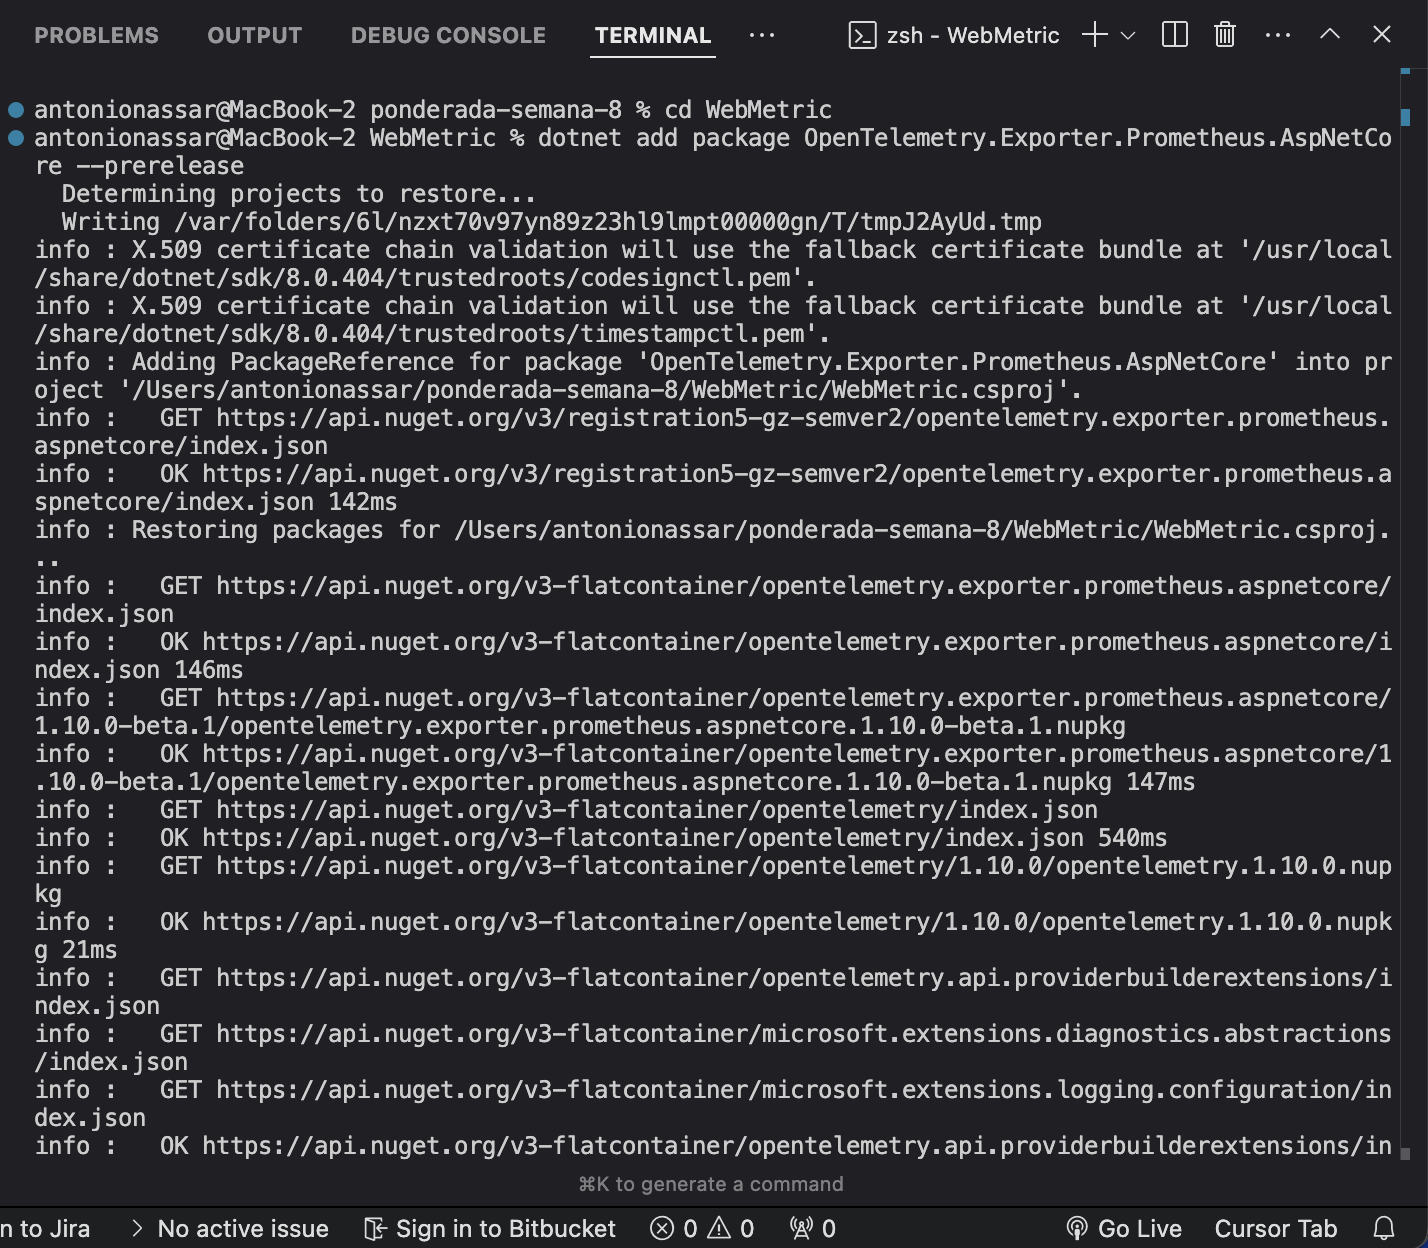 PROBLEMS OUTPUT DEBUG CONSOLE TERMINAL ··· zsh - WebMetric
antonionassar@MacBook-2 ponderada-semana-8 % cd WebMetric
antonionassar@MacBook-2 WebMetric % dotnet add package OpenTelemetry.Exporter.Prometheus.AspNetCo
re --prerelease
  Determining projects to restore...
  Writing /var/folders/6l/nzxt70v97yn89z23hl9lmpt00000gn/T/tmpJ2AyUd.tmp
info : X.509 certificate chain validation will use the fallback certificate bundle at '/usr/local
/share/dotnet/sdk/8.0.404/trustedroots/codesignctl.pem'.
info : X.509 certificate chain validation will use the fallback certificate bundle at '/usr/local
/share/dotnet/sdk/8.0.404/trustedroots/timestampctl.pem'.
info : Adding PackageReference for package 'OpenTelemetry.Exporter.Prometheus.AspNetCore' into pr
oject '/Users/antonionassar/ponderada-semana-8/WebMetric/WebMetric.csproj'.
info :   GET https://api.nuget.org/v3/registration5-gz-semver2/opentelemetry.exporter.prometheus.
aspnetcore/index.json
info :   OK https://api.nuget.org/v3/registration5-gz-semver2/opentelemetry.exporter.prometheus.a
spnetcore/index.json 142ms
info : Restoring packages for /Users/antonionassar/ponderada-semana-8/WebMetric/WebMetric.csproj.
..
info :   GET https://api.nuget.org/v3-flatcontainer/opentelemetry.exporter.prometheus.aspnetcore/
index.json
info :   OK https://api.nuget.org/v3-flatcontainer/opentelemetry.exporter.prometheus.aspnetcore/i
ndex.json 146ms
info :   GET https://api.nuget.org/v3-flatcontainer/opentelemetry.exporter.prometheus.aspnetcore/
1.10.0-beta.1/opentelemetry.exporter.prometheus.aspnetcore.1.10.0-beta.1.nupkg
info :   OK https://api.nuget.org/v3-flatcontainer/opentelemetry.exporter.prometheus.aspnetcore/1
.10.0-beta.1/opentelemetry.exporter.prometheus.aspnetcore.1.10.0-beta.1.nupkg 147ms
info :   GET https://api.nuget.org/v3-flatcontainer/opentelemetry/index.json
info :   OK https://api.nuget.org/v3-flatcontainer/opentelemetry/index.json 540ms
info :   GET https://api.nuget.org/v3-flatcontainer/opentelemetry/1.10.0/opentelemetry.1.10.0.nup
kg
info :   OK https://api.nuget.org/v3-flatcontainer/opentelemetry/1.10.0/opentelemetry.1.10.0.nupk
g 21ms
info :   GET https://api.nuget.org/v3-flatcontainer/opentelemetry.api.providerbuilderextensions/i
ndex.json
info :   GET https://api.nuget.org/v3-flatcontainer/microsoft.extensions.diagnostics.abstractions
/index.json
info :   GET https://api.nuget.org/v3-flatcontainer/microsoft.extensions.logging.configuration/in
dex.json
info :   OK https://api.nuget.org/v3-flatcontainer/opentelemetry.api.providerbuilderextensions/in
⌘K to generate a command
n to Jira > No active issue Sign in to Bitbucket 0 0 0 Go Live Cursor Tab